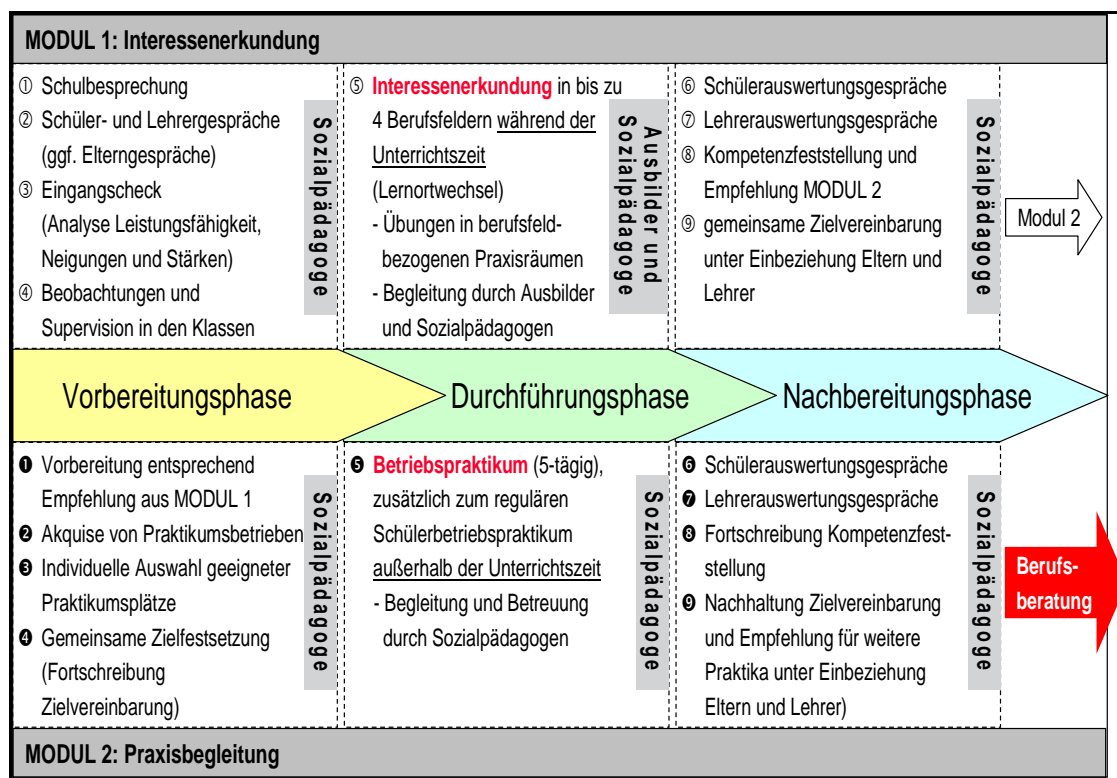 MODUL 1: Interessenerkundung
① Schulbesprechung
② Schüler- und Lehrergespräche
(ggf. Elterngespräche)
③ Eingangscheck
(Analyse Leistungsfähigkeit,
Neigungen und Stärken)
④ Beobachtungen und
Supervision in den Klassen
Sozialpädagoge
⑤ Interessenerkundung in bis zu
4 Berufsfeldern während der
Unterrichtszeit
(Lernortwechsel)
- Übungen in berufsfeld-
bezogenen Praxisräumen
- Begleitung durch Ausbilder
und Sozialpädagogen
Ausbilder und
Sozialpädagoge
⑥ Schülerauswertungsgespräche
⑦ Lehrerauswertungsgespräche
⑧ Kompetenzfeststellung und
Empfehlung MODUL 2
⑨ gemeinsame Zielvereinbarung
unter Einbeziehung Eltern und
Lehrer
Sozialpädagoge
Modul 2
Vorbereitungsphase
Durchführungsphase
Nachbereitungsphase
❶ Vorbereitung entsprechend
Empfehlung aus MODUL 1
❷ Akquise von Praktikumsbetrieben
❸ Individuelle Auswahl geeigneter
Praktikumsplätze
❹ Gemeinsame Zielfestsetzung
(Fortschreibung
Zielvereinbarung)
Sozialpädagoge
❺ Betriebspraktikum (5-tägig),
zusätzlich zum regulären
Schülerbetriebspraktikum
außerhalb der Unterrichtszeit
- Begleitung und Betreuung
durch Sozialpädagogen
Sozialpädagoge
❻ Schülerauswertungsgespräche
❼ Lehrerauswertungsgespräche
❽ Fortschreibung Kompetenzfest-
stellung
❾ Nachhaltung Zielvereinbarung
und Empfehlung für weitere
Praktika unter Einbeziehung
Eltern und Lehrer)
Sozialpädagoge
Berufs-
beratung
MODUL 2: Praxisbegleitung